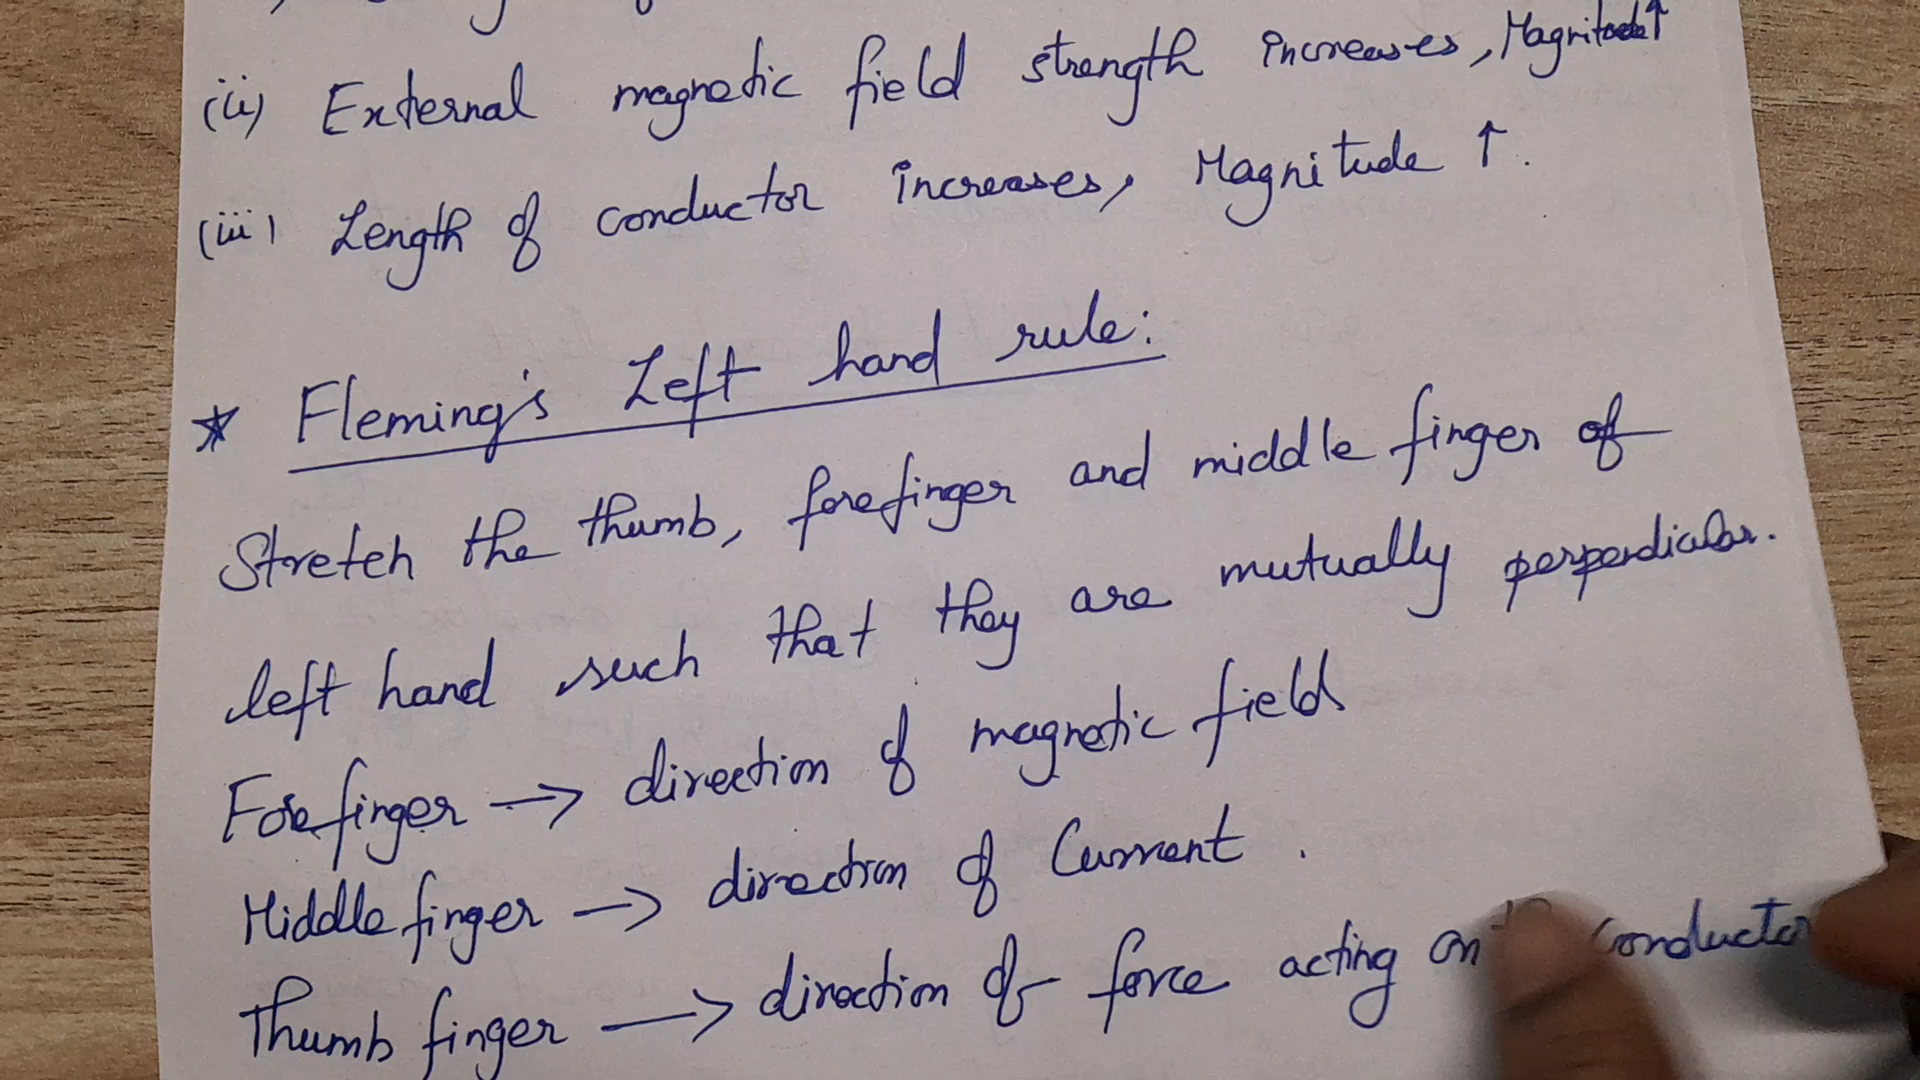 (ii) External magnetic field strength increases, Magnitude↑
(iii) Length of conductor increases, Magnitude ↑.
★ Fleming's Left hand rule:
Stretch the thumb, forefinger and middle finger of
left hand such that they are mutually perpendicular.
Forefinger → direction of magnetic field
Middle finger → direction of Current.
Thumb finger → direction of force acting on conductor